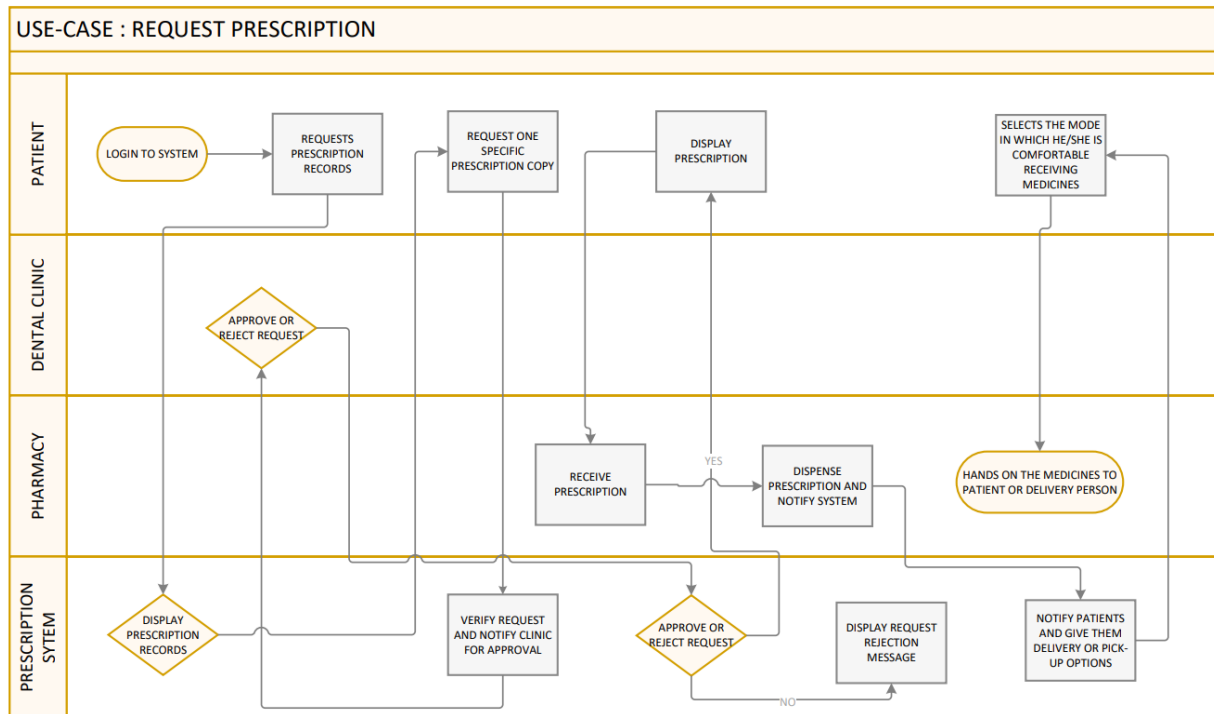 USE-CASE : REQUEST PRESCRIPTION
PATIENT
LOGIN TO SYSTEM
REQUESTS
PRESCRIPTION
RECORDS
REQUEST ONE
SPECIFIC
PRESCRIPTION COPY
DISPLAY
PRESCRIPTION
SELECTS THE MODE
IN WHICH HE/SHE IS
COMFORTABLE
RECEIVING
MEDICINES
DENTAL CLINIC
APPROVE OR
REJECT REQUEST
PHARMACY
RECEIVE
PRESCRIPTION
YES
DISPENSE
PRESCRIPTION AND
NOTIFY SYSTEM
HANDS ON THE MEDICINES TO
PATIENT OR DELIVERY PERSON
PRESCRIPTION
SYTEM
DISPLAY
PRESCRIPTION
RECORDS
VERIFY REQUEST
AND NOTIFY CLINIC
FOR APPROVAL
APPROVE OR
REJECT REQUEST
NO
DISPLAY REQUEST
REJECTION
MESSAGE
NOTIFY PATIENTS
AND GIVE THEM
DELIVERY OR PICK-
UP OPTIONS